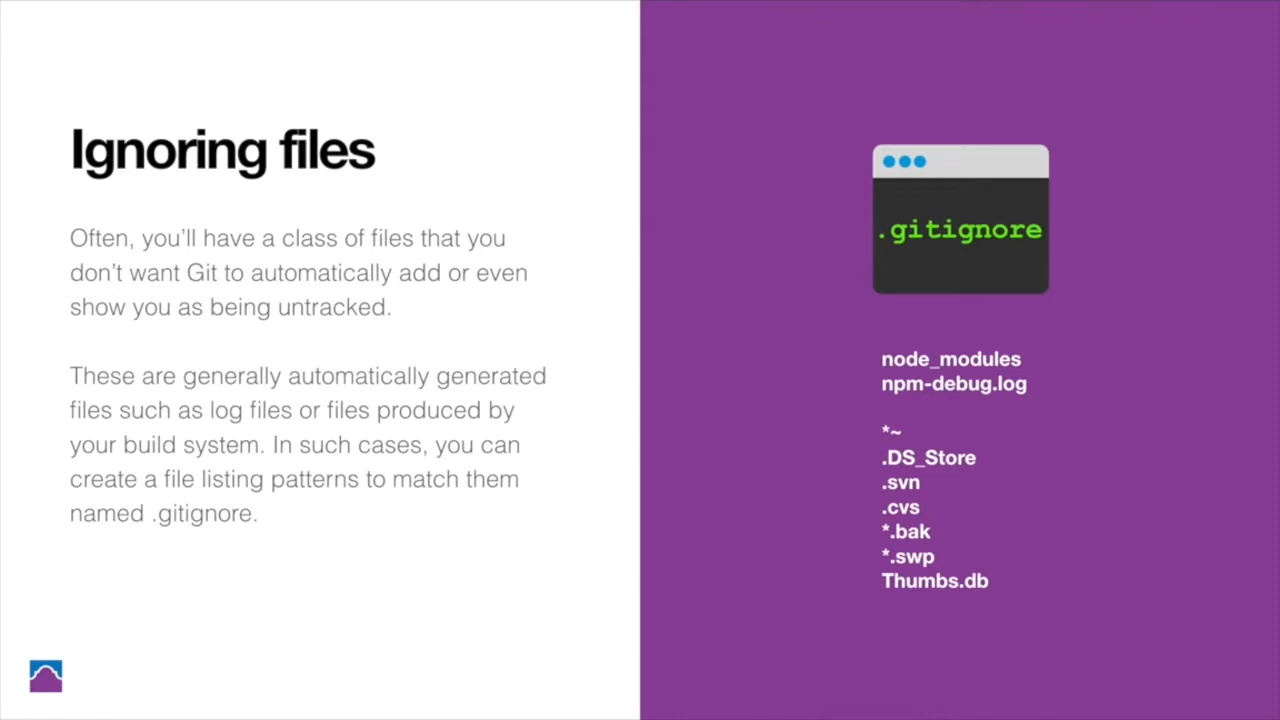 Ignoring files
Often, you’ll have a class of files that you
don’t want Git to automatically add or even
show you as being untracked.
These are generally automatically generated
files such as log files or files produced by
your build system. In such cases, you can
create a file listing patterns to match them
named .gitignore.
.gitignore
node_modules
npm-debug.log
*~
.DS_Store
.svn
.cvs
*.bak
*.swp
Thumbs.db